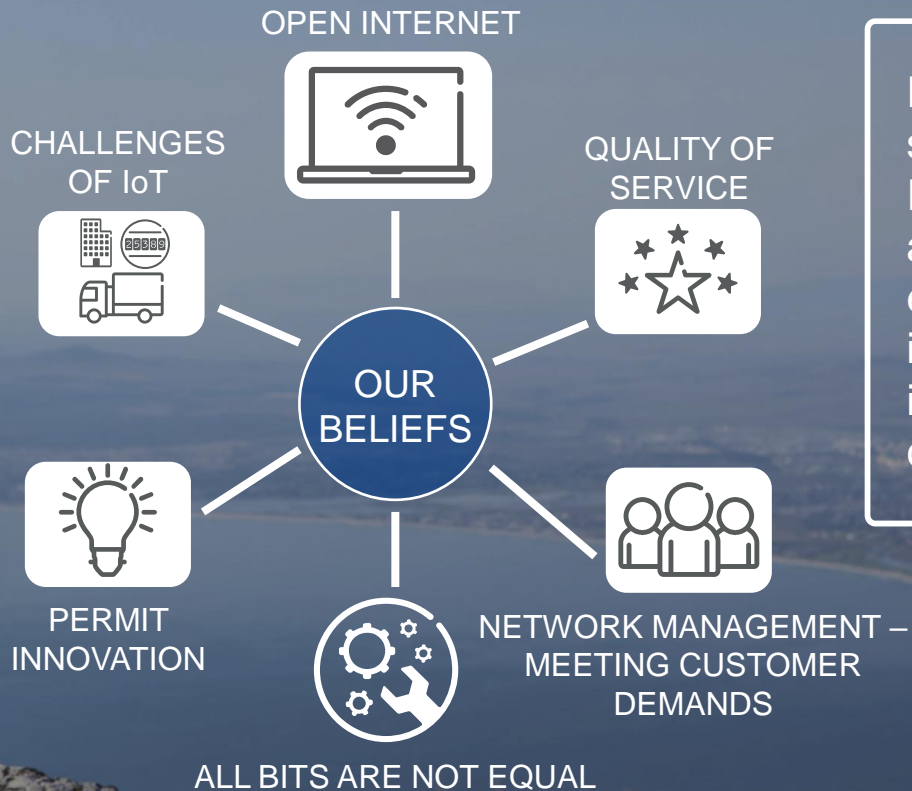 OPEN INTERNET
CHALLENGES
OF IoT
QUALITY OF
SERVICE
25389
OUR
BELIEFS
PERMIT
INNOVATION
NETWORK MANAGEMENT –
MEETING CUSTOMER
DEMANDS
ALL BITS ARE NOT EQUAL